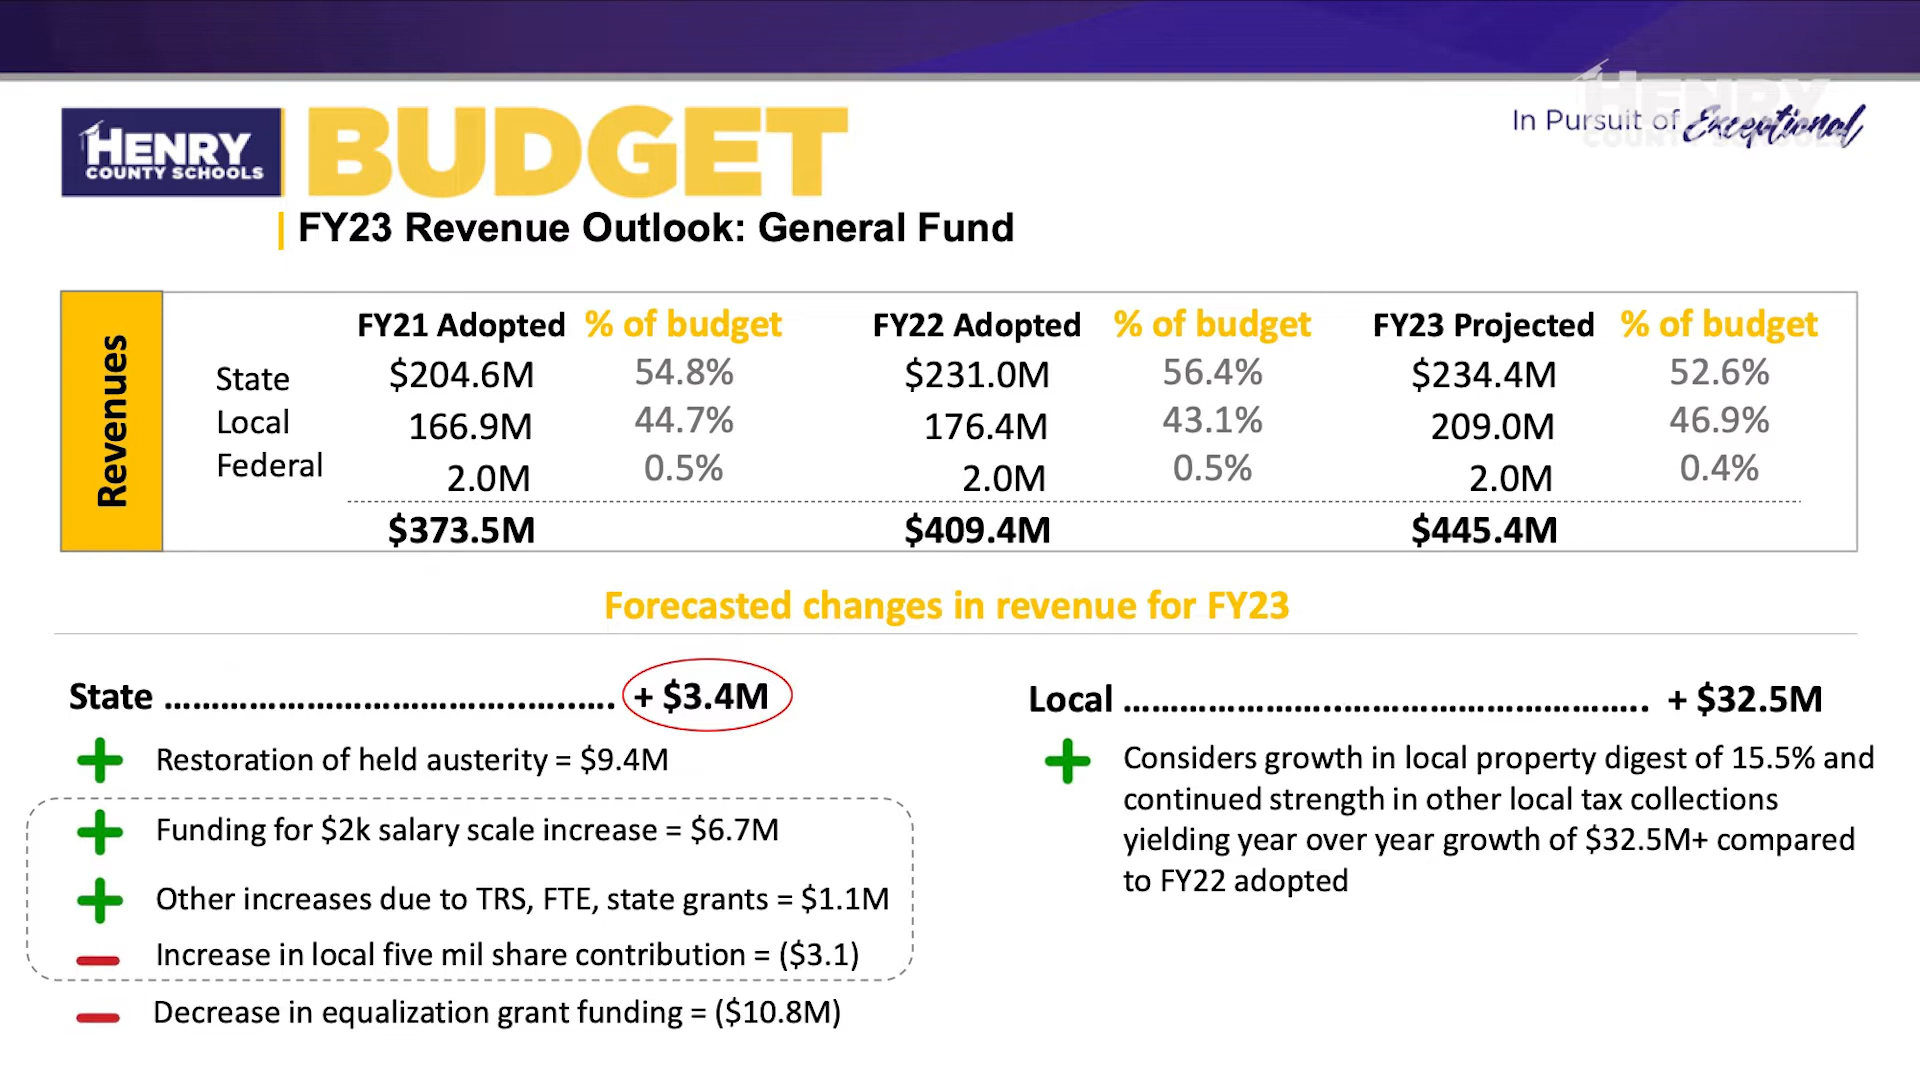 HENRY
COUNTY SCHOOLS
HENRY
COUNTY SCHOOLS
BUDGET
In Pursuit of Exceptional
FY23 Revenue Outlook: General Fund
Revenues
FY21 Adopted % of budget FY22 Adopted % of budget FY23 Projected % of budget
State $204.6M 54.8% $231.0M 56.4% $234.4M 52.6%
Local 166.9M 44.7% 176.4M 43.1% 209.0M 46.9%
Federal 2.0M 0.5% 2.0M 0.5% 2.0M 0.4%
$373.5M $409.4M $445.4M
Forecasted changes in revenue for FY23
State ................................................ + $3.4M
+ Restoration of held austerity = $9.4M
+ Funding for $2k salary scale increase = $6.7M
+ Other increases due to TRS, FTE, state grants = $1.1M
− Increase in local five mil share contribution = ($3.1)
− Decrease in equalization grant funding = ($10.8M)
Local ........................................................ + $32.5M
+ Considers growth in local property digest of 15.5% and
continued strength in other local tax collections
yielding year over year growth of $32.5M+ compared
to FY22 adopted